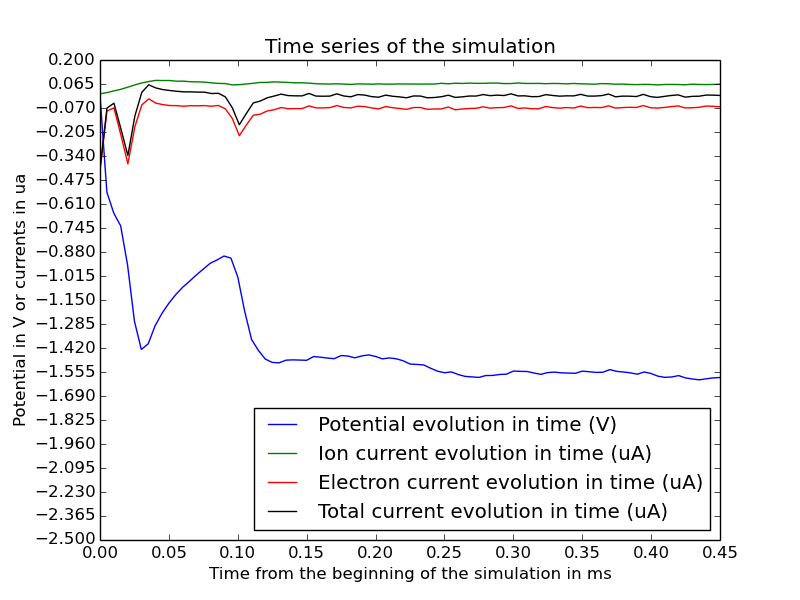 Time series of the simulation
Potential in V or currents in ua
0.200
0.065
−0.070
−0.205
−0.340
−0.475
−0.610
−0.745
−0.880
−1.015
−1.150
−1.285
−1.420
−1.555
−1.690
−1.825
−1.960
−2.095
−2.230
−2.365
−2.500
Potential evolution in time (V)
Ion current evolution in time (uA)
Electron current evolution in time (uA)
Total current evolution in time (uA)
0.00 0.05 0.10 0.15 0.20 0.25 0.30 0.35 0.40 0.45
Time from the beginning of the simulation in ms